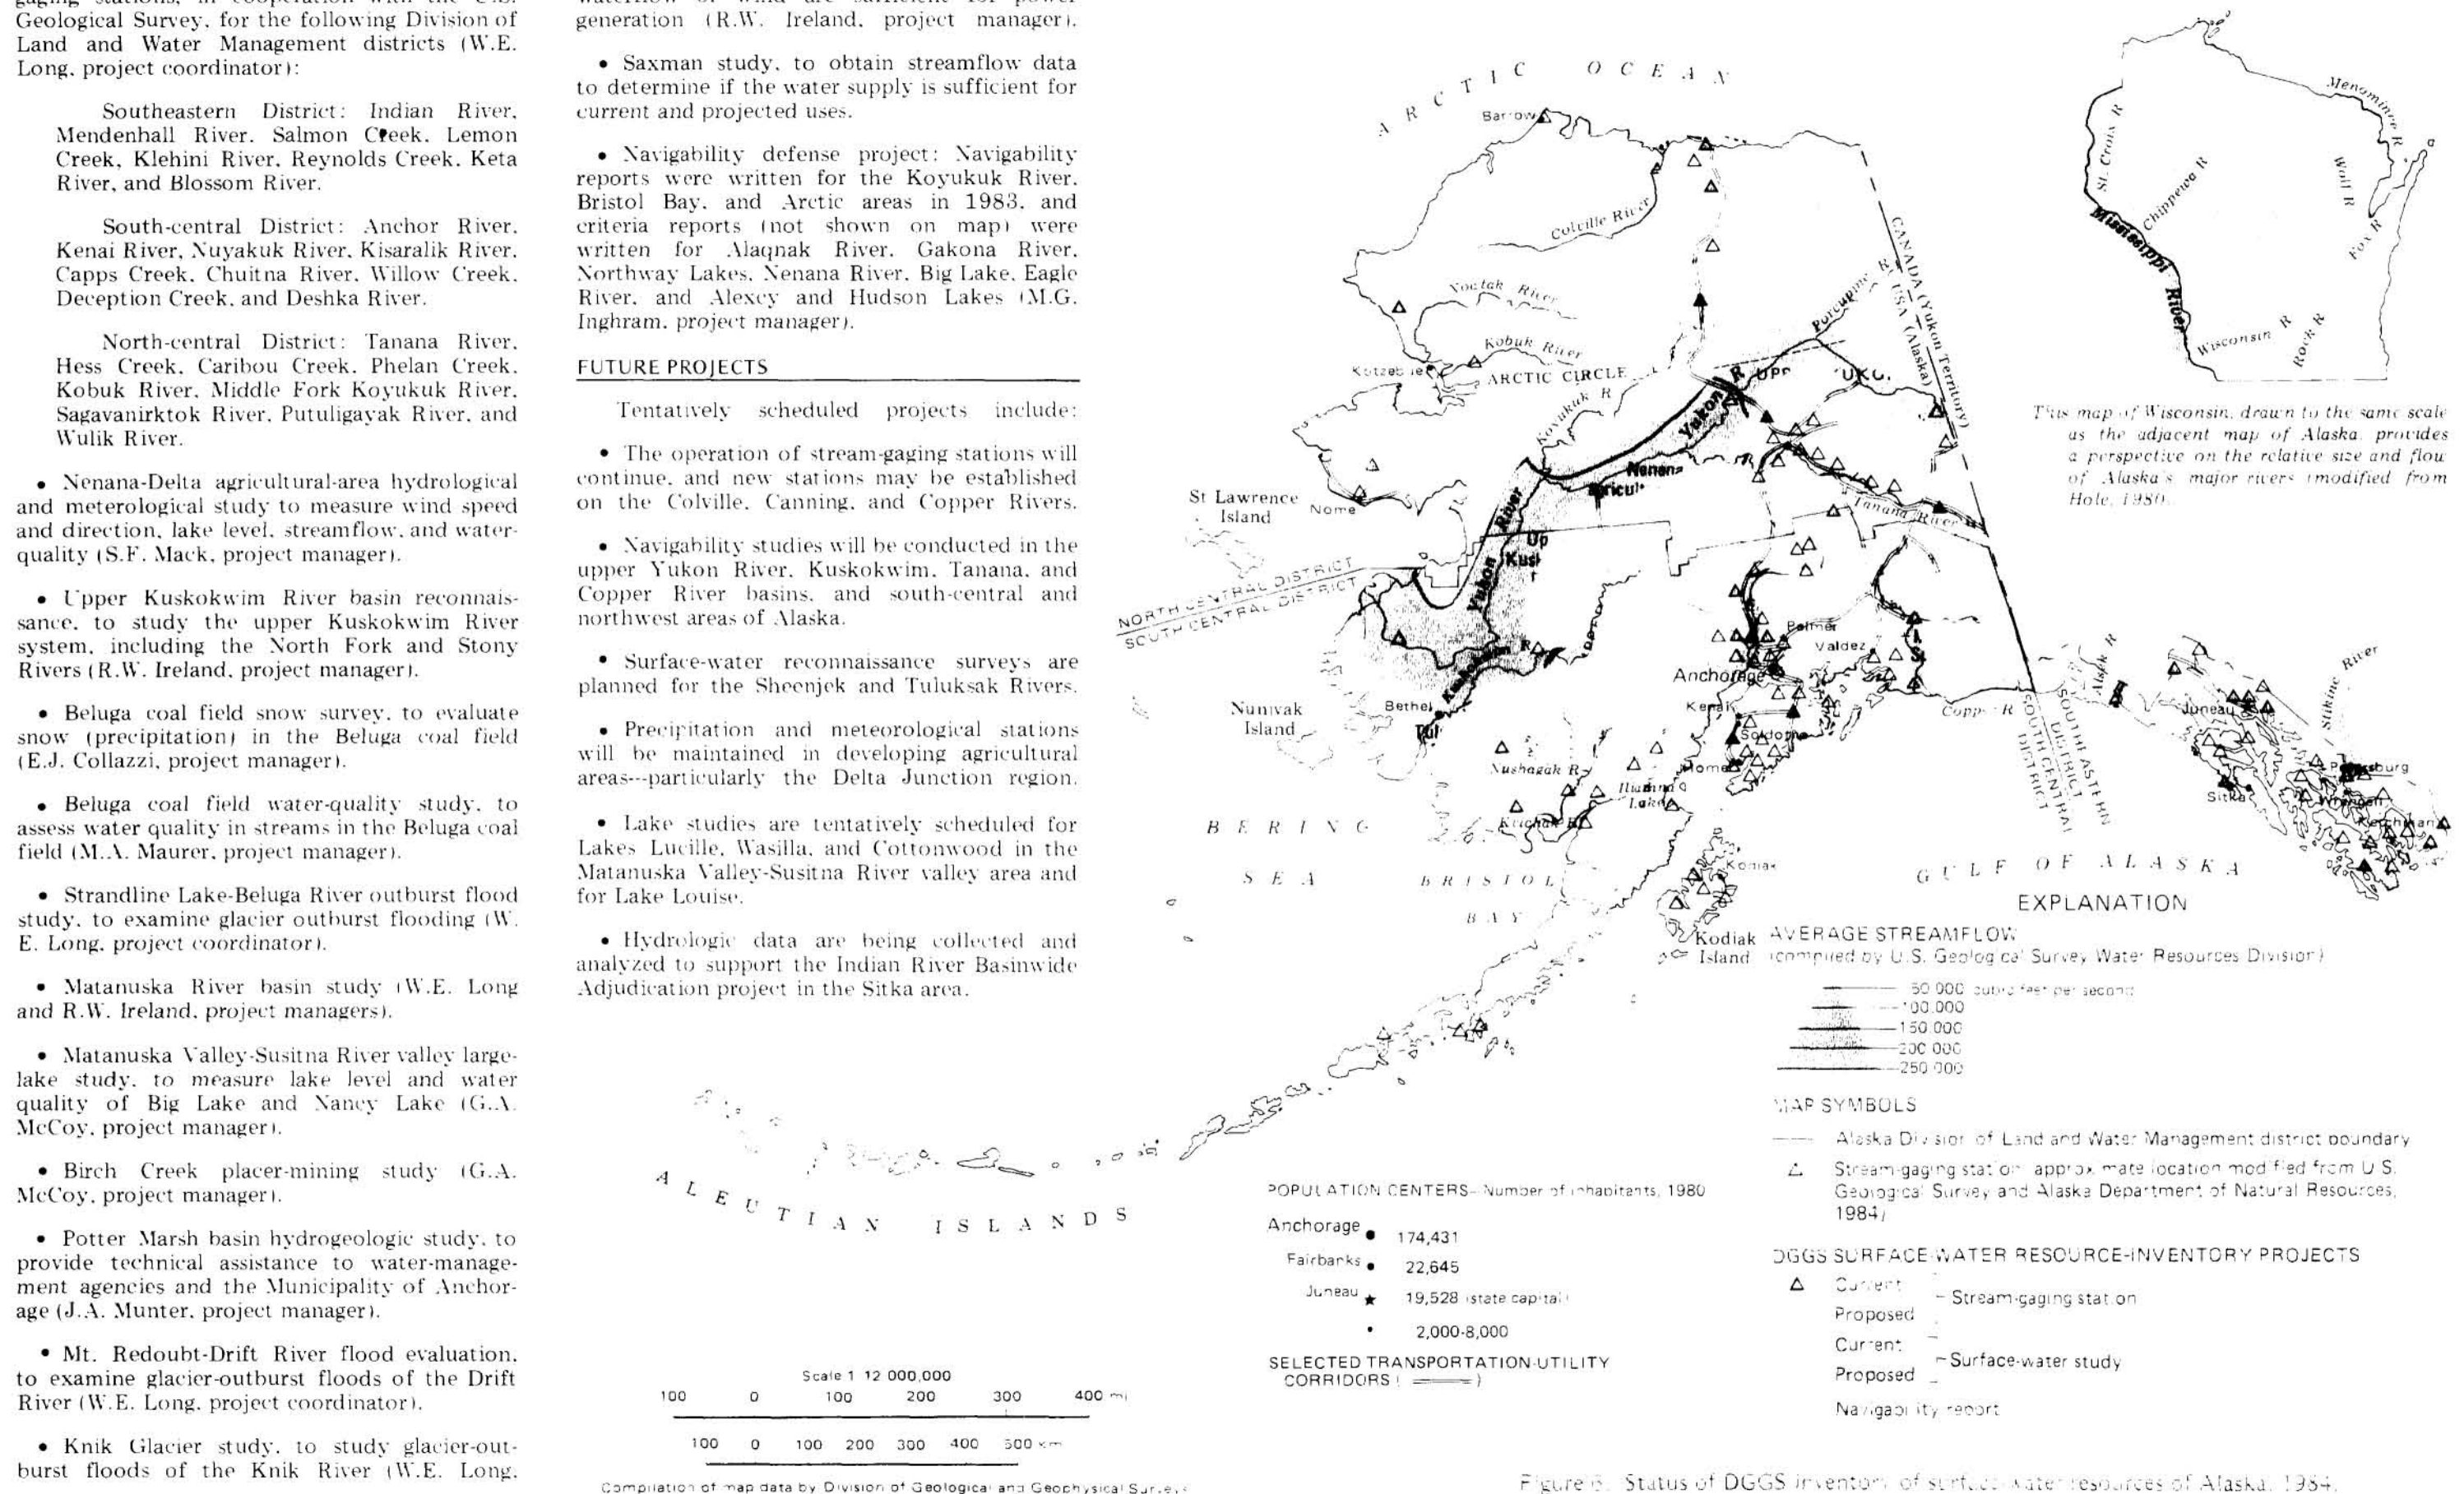 Geological Survey, for the following Division of
Land and Water Management districts (W.E.
Long, project coordinator):
Southeastern District: Indian River,
Mendenhall River, Salmon Creek, Lemon
Creek, Klehini River, Reynolds Creek, Keta
River, and Blossom River.
South-central District: Anchor River,
Kenai River, Nuyakuk River, Kisaralik River,
Capps Creek, Chuitna River, Willow Creek,
Deception Creek, and Deshka River.
North-central District: Tanana River,
Hess Creek, Caribou Creek, Phelan Creek,
Kobuk River, Middle Fork Koyukuk River,
Sagavanirktok River, Putuligayak River, and
Wulik River.
• Nenana-Delta agricultural-area hydrological
and meterological study to measure wind speed
and direction, lake level, streamflow, and water-
quality (S.F. Mack, project manager).
• Upper Kuskokwim River basin reconnais-
sance, to study the upper Kuskokwim River
system, including the North Fork and Stony
Rivers (R.W. Ireland, project manager).
• Beluga coal field snow survey, to evaluate
snow (precipitation) in the Beluga coal field
(E.J. Collazzi, project manager).
• Beluga coal field water-quality study, to
assess water quality in streams in the Beluga coal
field (M.A. Maurer, project manager).
• Strandline Lake-Beluga River outburst flood
study, to examine glacier outburst flooding (W.
E. Long, project coordinator).
• Matanuska River basin study (W.E. Long
and R.W. Ireland, project managers).
• Matanuska Valley-Susitna River valley large-
lake study, to measure lake level and water
quality of Big Lake and Nancy Lake (G.A.
McCoy, project manager).
• Birch Creek placer-mining study (G.A.
McCoy, project manager).
• Potter Marsh basin hydrogeologic study, to
provide technical assistance to water-manage-
ment agencies and the Municipality of Anchor-
age (J.A. Munter, project manager).
• Mt. Redoubt-Drift River flood evaluation,
to examine glacier-outburst floods of the Drift
River (W.E. Long, project coordinator).
• Knik Glacier study, to study glacier-out-
burst floods of the Knik River (W.E. Long,
generation (R.W. Ireland, project manager).
• Saxman study, to obtain streamflow data
to determine if the water supply is sufficient for
current and projected uses.
• Navigability defense project: Navigability
reports were written for the Koyukuk River,
Bristol Bay, and Arctic areas in 1983, and
criteria reports (not shown on map) were
written for Alaqnak River, Gakona River,
Northway Lakes, Nenana River, Big Lake, Eagle
River, and Alexcy and Hudson Lakes (M.G.
Inghram, project manager).
FUTURE PROJECTS
Tentatively scheduled projects include:
• The operation of stream-gaging stations will
continue, and new stations may be established
on the Colville, Canning, and Copper Rivers.
• Navigability studies will be conducted in the
upper Yukon River, Kuskokwim, Tanana, and
Copper River basins, and south-central and
northwest areas of Alaska.
• Surface-water reconnaissance surveys are
planned for the Sheenjek and Tuluksak Rivers.
• Precipitation and meteorological stations
will be maintained in developing agricultural
areas---particularly the Delta Junction region.
• Lake studies are tentatively scheduled for
Lakes Lucille, Wasilla, and Cottonwood in the
Matanuska Valley-Susitna River valley area and
for Lake Louise.
• Hydrologic data are being collected and
analyzed to support the Indian River Basinwide
Adjudication project in the Sitka area.
ARCTIC OCEAN
Barrow
Colville River
Noatak River
Kobuk River
Kotzebue
ARCTIC CIRCLE
Koyukuk R
Porcupine R
CANADA (Yukon Territory)
USA (Alaska)
Yukon R
Yukon River
Tanana River
St Lawrence
Island
Nome
NORTH CENTRAL DISTRICT
SOUTH CENTRAL DISTRICT
Palmer
Valdez
Anchorage
Kenai
Soldotna
Homer
Nunivak
Island
Bethel
Nushagak R
Iliamna
Lake
Kvichak R
Kodiak
Kodiak
Island
Alsek R
SOUTH CENTRAL
DISTRICT
SOUTHEASTERN
DISTRICT
Stikine River
Juneau
Sitka
Petersburg
Wrangell
Ketchikan
BERING
SEA
BRISTOL
BAY
GULF OF ALASKA
ALEUTIAN ISLANDS
Menominee R
St. Croix R
Chippewa R
Wolf R
Fox R
Mississippi River
Wisconsin R
Rock R
This map of Wisconsin, drawn to the same scale
as the adjacent map of Alaska, provides
a perspective on the relative size and flow
of Alaska's major rivers (modified from
Hole, 1980).
EXPLANATION
AVERAGE STREAMFLOW
(compiled by U.S. Geological Survey Water Resources Division)
50 000 cubic feet per second
100,000
150 000
200 000
250 000
MAP SYMBOLS
Alaska Division of Land and Water Management district boundary
Stream-gaging station approximate location modified from U S.
Geological Survey and Alaska Department of Natural Resources,
1984)
DGGS SURFACE-WATER RESOURCE-INVENTORY PROJECTS
Current
Proposed
Stream-gaging station
Current
Proposed
Surface-water study
Navigability report
POPULATION CENTERS—Number of inhabitants, 1980
Anchorage 174,431
Fairbanks 22,645
Juneau 19,528 (state capital)
2,000-8,000
SELECTED TRANSPORTATION-UTILITY
CORRIDORS ( )
Scale 1 12 000,000
100 0 100 200 300 400 mi
100 0 100 200 300 400 500 km
Compilation of map data by Division of Geological and Geophysical Surveys
Figure 6. Status of DGGS inventory of surface-water resources of Alaska, 1984.